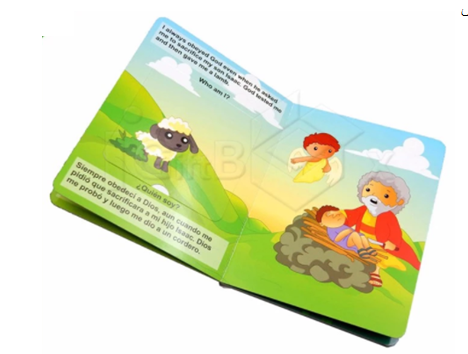 I always obeyed God even when he asked
me to sacrifice my son Isaac. God tested me
and then gave me a lamb.
Who am I?
¿Quién soy?
Siempre obedecí a Dios, aun cuando me
pidió que sacrificara a mi hijo Isaac. Dios
me probó y luego me dio a un cordero.